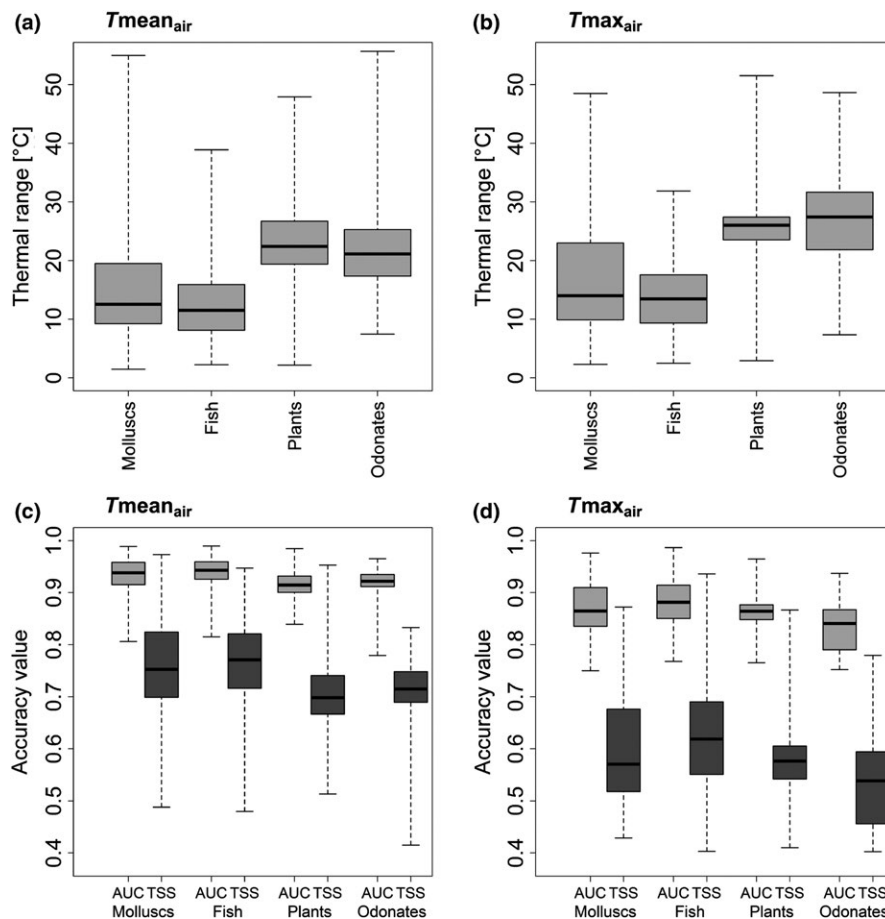 (a) Tmeanair
Thermal range [°C]
50
40
30
20
10
0
Molluscs
Fish
Plants
Odonates
(b) Tmaxair
Thermal range [°C]
50
40
30
20
10
0
Molluscs
Fish
Plants
Odonates
(c) Tmeanair
Accuracy value
1.0
0.9
0.8
0.7
0.6
0.5
0.4
AUC TSS AUC TSS AUC TSS AUC TSS
Molluscs Fish Plants Odonates
(d) Tmaxair
Accuracy value
1.0
0.9
0.8
0.7
0.6
0.5
0.4
AUC TSS AUC TSS AUC TSS AUC TSS
Molluscs Fish Plants Odonates